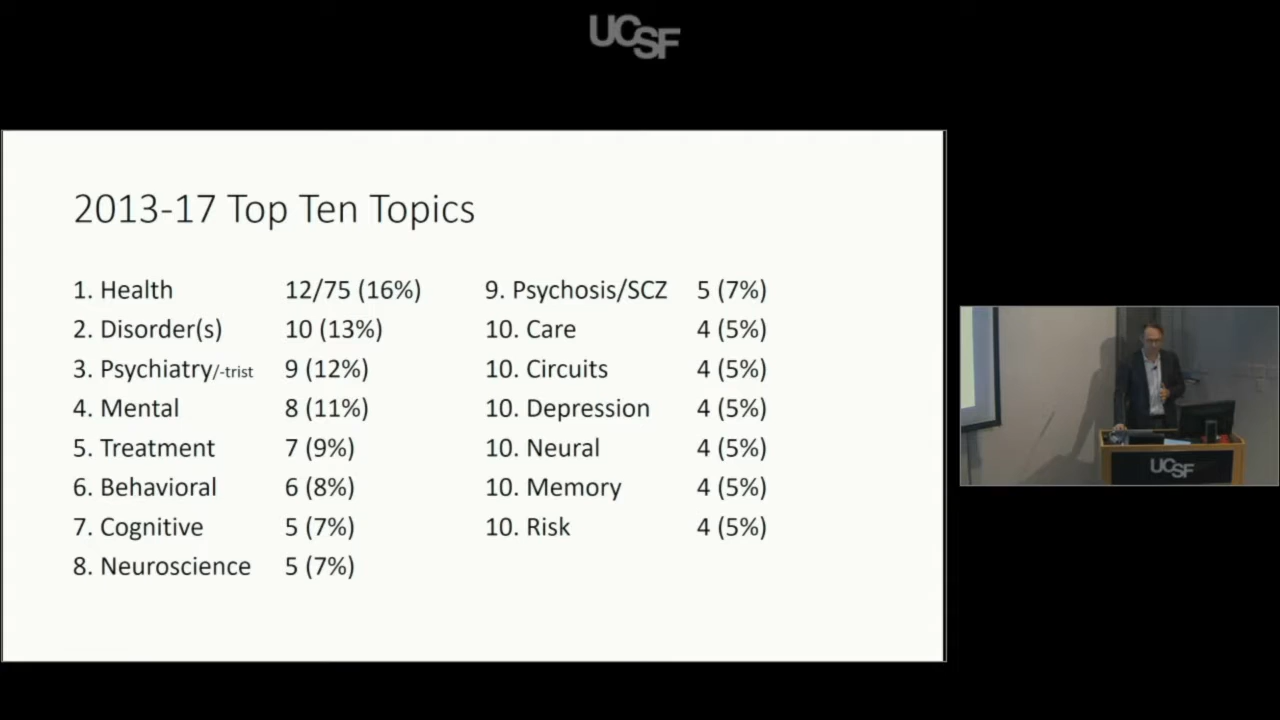 UCSF
2013-17 Top Ten Topics
1. Health 12/75 (16%)
2. Disorder(s) 10 (13%)
3. Psychiatry/-trist 9 (12%)
4. Mental 8 (11%)
5. Treatment 7 (9%)
6. Behavioral 6 (8%)
7. Cognitive 5 (7%)
8. Neuroscience 5 (7%)
9. Psychosis/SCZ 5 (7%)
10. Care 4 (5%)
10. Circuits 4 (5%)
10. Depression 4 (5%)
10. Neural 4 (5%)
10. Memory 4 (5%)
10. Risk 4 (5%)
UCSF